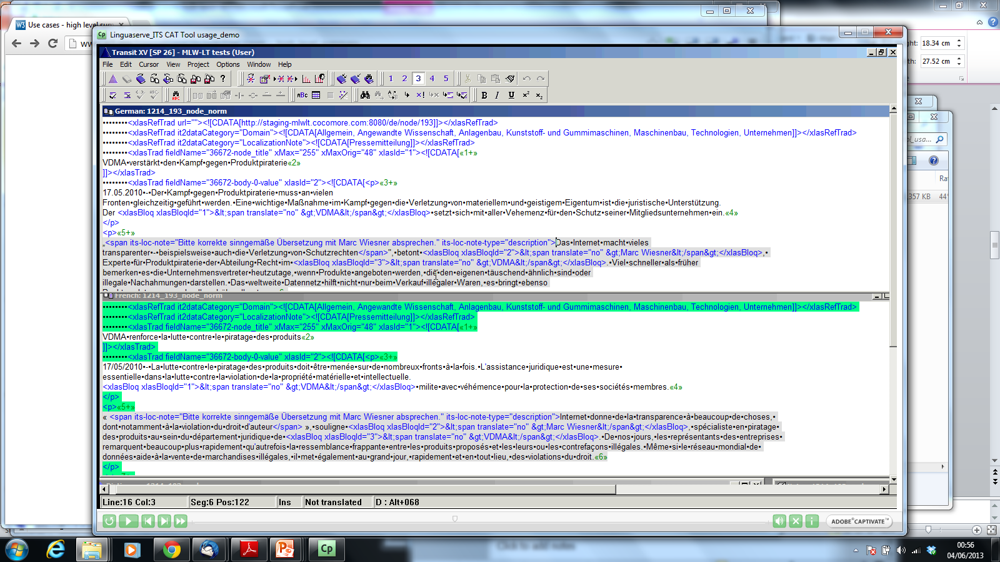 Use cases - high level sum
ww
ght: 18.34 cm
th: 27.52 cm
ol_usa...
Ra
357 KB 44
Linguaserve_ITS CAT Tool usage_demo
Transit XV [SP 26] - MLW-LT tests (User)
File Edit Cursor View Project Options Window Help
1 2 3 4 5
ABC B I U x² x₂
German: 1214_193_node_norm
••••••••<xlasRefTrad url=""><![CDATA[http://staging-mlwlt.cocomore.com:8080/de/node/193]]></xlasRefTrad>
••••••••<xlasRefTrad it2dataCategory="Domain"><![CDATA[Allgemein, Angewandte Wissenschaft, Anlagenbau, Kunststoff- und Gummimaschinen, Maschinenbau, Technologien, Unternehmen]]></xlasRefTrad>
••••••••<xlasRefTrad it2dataCategory="LocalizationNote"><![CDATA[Pressemitteilung]]></xlasRefTrad>
••••••••<xlasTrad fieldName="36672-node_title" xMax="255" xMaxOrig="48" xlasId="1"><![CDATA[«1+»
VDMA•verstärkt•den•Kampf•gegen•Produktpiraterie«2»
]]></xlasTrad>
••••••••<xlasTrad fieldName="36672-body-0-value" xlasId="2"><![CDATA[<p>«3+»
17.05.2010•-•Der•Kampf•gegen•Produktpiraterie•muss•an•vielen
Fronten•gleichzeitig•geführt•werden.•Eine•wichtige•Maßnahme•im•Kampf•gegen•die•Verletzung•von•materiellem•und•geistigem•Eigentum•ist•die•juristische•Unterstützung.
Der <xlasBloq xlasBloqId="1">&lt;span translate="no" &gt;VDMA&lt;/span&gt;</xlasBloq>•setzt•sich•mit•aller•Vehemenz•für•den•Schutz•seiner•Mitgliedsunternehmen•ein.«4»
</p>
<p>«5+»
„<span its-loc-note="Bitte korrekte sinngemäße Übersetzung mit Marc Wiesner absprechen." its-loc-note-type="description">Das•Internet•macht•vieles
transparenter•-•beispielsweise•auch•die•Verletzung•von•Schutzrechten</span>",•betont•<xlasBloq xlasBloqId="2">&lt;span translate="no" &gt;Marc Wiesner&lt;/span&gt;</xlasBloq>,•
Experte•für•Produktpiraterie•der•Abteilung•Recht•im•<xlasBloq xlasBloqId="3">&lt;span translate="no" &gt;VDMA&lt;/span&gt;</xlasBloq>.•Viel•schneller•als•früher
bemerken•es•die•Unternehmensvertreter•heutzutage,•wenn•Produkte•angeboten•werden,•die•den•eigenen•täuschend•ähnlich•sind•oder
illegale•Nachahmungen•darstellen.•Das•weltweite•Datennetz•hilft•nicht•nur•beim•Verkauf•illegaler•Waren,•es•bringt•ebenso
French: 1214_193_node_norm
••••••••<xlasRefTrad it2dataCategory="Domain"><![CDATA[Allgemein, Angewandte Wissenschaft, Anlagenbau, Kunststoff- und Gummimaschinen, Maschinenbau, Technologien, Unternehmen]]></xlasRefTrad>
••••••••<xlasRefTrad it2dataCategory="LocalizationNote"><![CDATA[Pressemitteilung]]></xlasRefTrad>
••••••••<xlasTrad fieldName="36672-node_title" xMax="255" xMaxOrig="48" xlasId="1"><![CDATA[«1+»
VDMA•renforce•la•lutte•contre•le•piratage•des•produits«2»
]]></xlasTrad>
••••••••<xlasTrad fieldName="36672-body-0-value" xlasId="2"><![CDATA[<p>«3+»
17/05/2010•-•La•lutte•contre•le•piratage•des•produits•doit•être•menée•sur•de•nombreux•fronts•à•la•fois.•L'assistance•juridique•est•une•mesure•
essentielle•dans•la•lutte•contre•la•violation•de•la•propriété•matérielle•et•intellectuelle.
<xlasBloq xlasBloqId="1">&lt;span translate="no" &gt;VDMA&lt;/span&gt;</xlasBloq>•milite•avec•véhémence•pour•la•protection•de•ses•sociétés•membres.«4»
</p>
<p>«5+»
« <span its-loc-note="Bitte korrekte sinngemäße Übersetzung mit Marc Wiesner absprechen." its-loc-note-type="description">Internet•donne•de•la•transparence•à•beaucoup•de•choses,•
dont•notamment•à•la•violation•du•droit•d'auteur</span> »,•souligne•<xlasBloq xlasBloqId="2">&lt;span translate="no" &gt;Marc Wiesner&lt;/span&gt;</xlasBloq>,•spécialiste•en•piratage•
des•produits•au•sein•du•département•juridique•de•<xlasBloq xlasBloqId="3">&lt;span translate="no" &gt;VDMA&lt;/span&gt;</xlasBloq>.•De•nos•jours,•les•représentants•des•entreprises•
remarquent•beaucoup•plus•rapidement•qu'autrefois•la•ressemblance•frappante•entre•les•produits•proposés•et•les•leurs•ou•les•contrefaçons•illégales.•Même•si•le•réseau•mondial•de•
données•aide•à•la•vente•de•marchandises•illégales,•il•met•également•au•grand•jour,•rapidement•et•en•tout•lieu,•des•violations•du•droit.«6»
</p>
Line:16 Col:3 Seg:6 Pos:122 Ins Not translated D : Alt+068
ADOBE® CAPTIVATE™
Click to add notes
00:56
04/06/2013